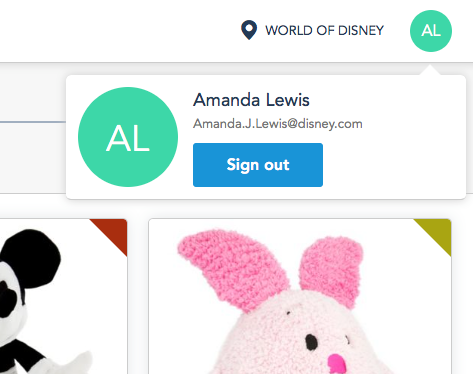 WORLD OF DISNEY
AL
AL
Amanda Lewis
Amanda.J.Lewis@disney.com
Sign out